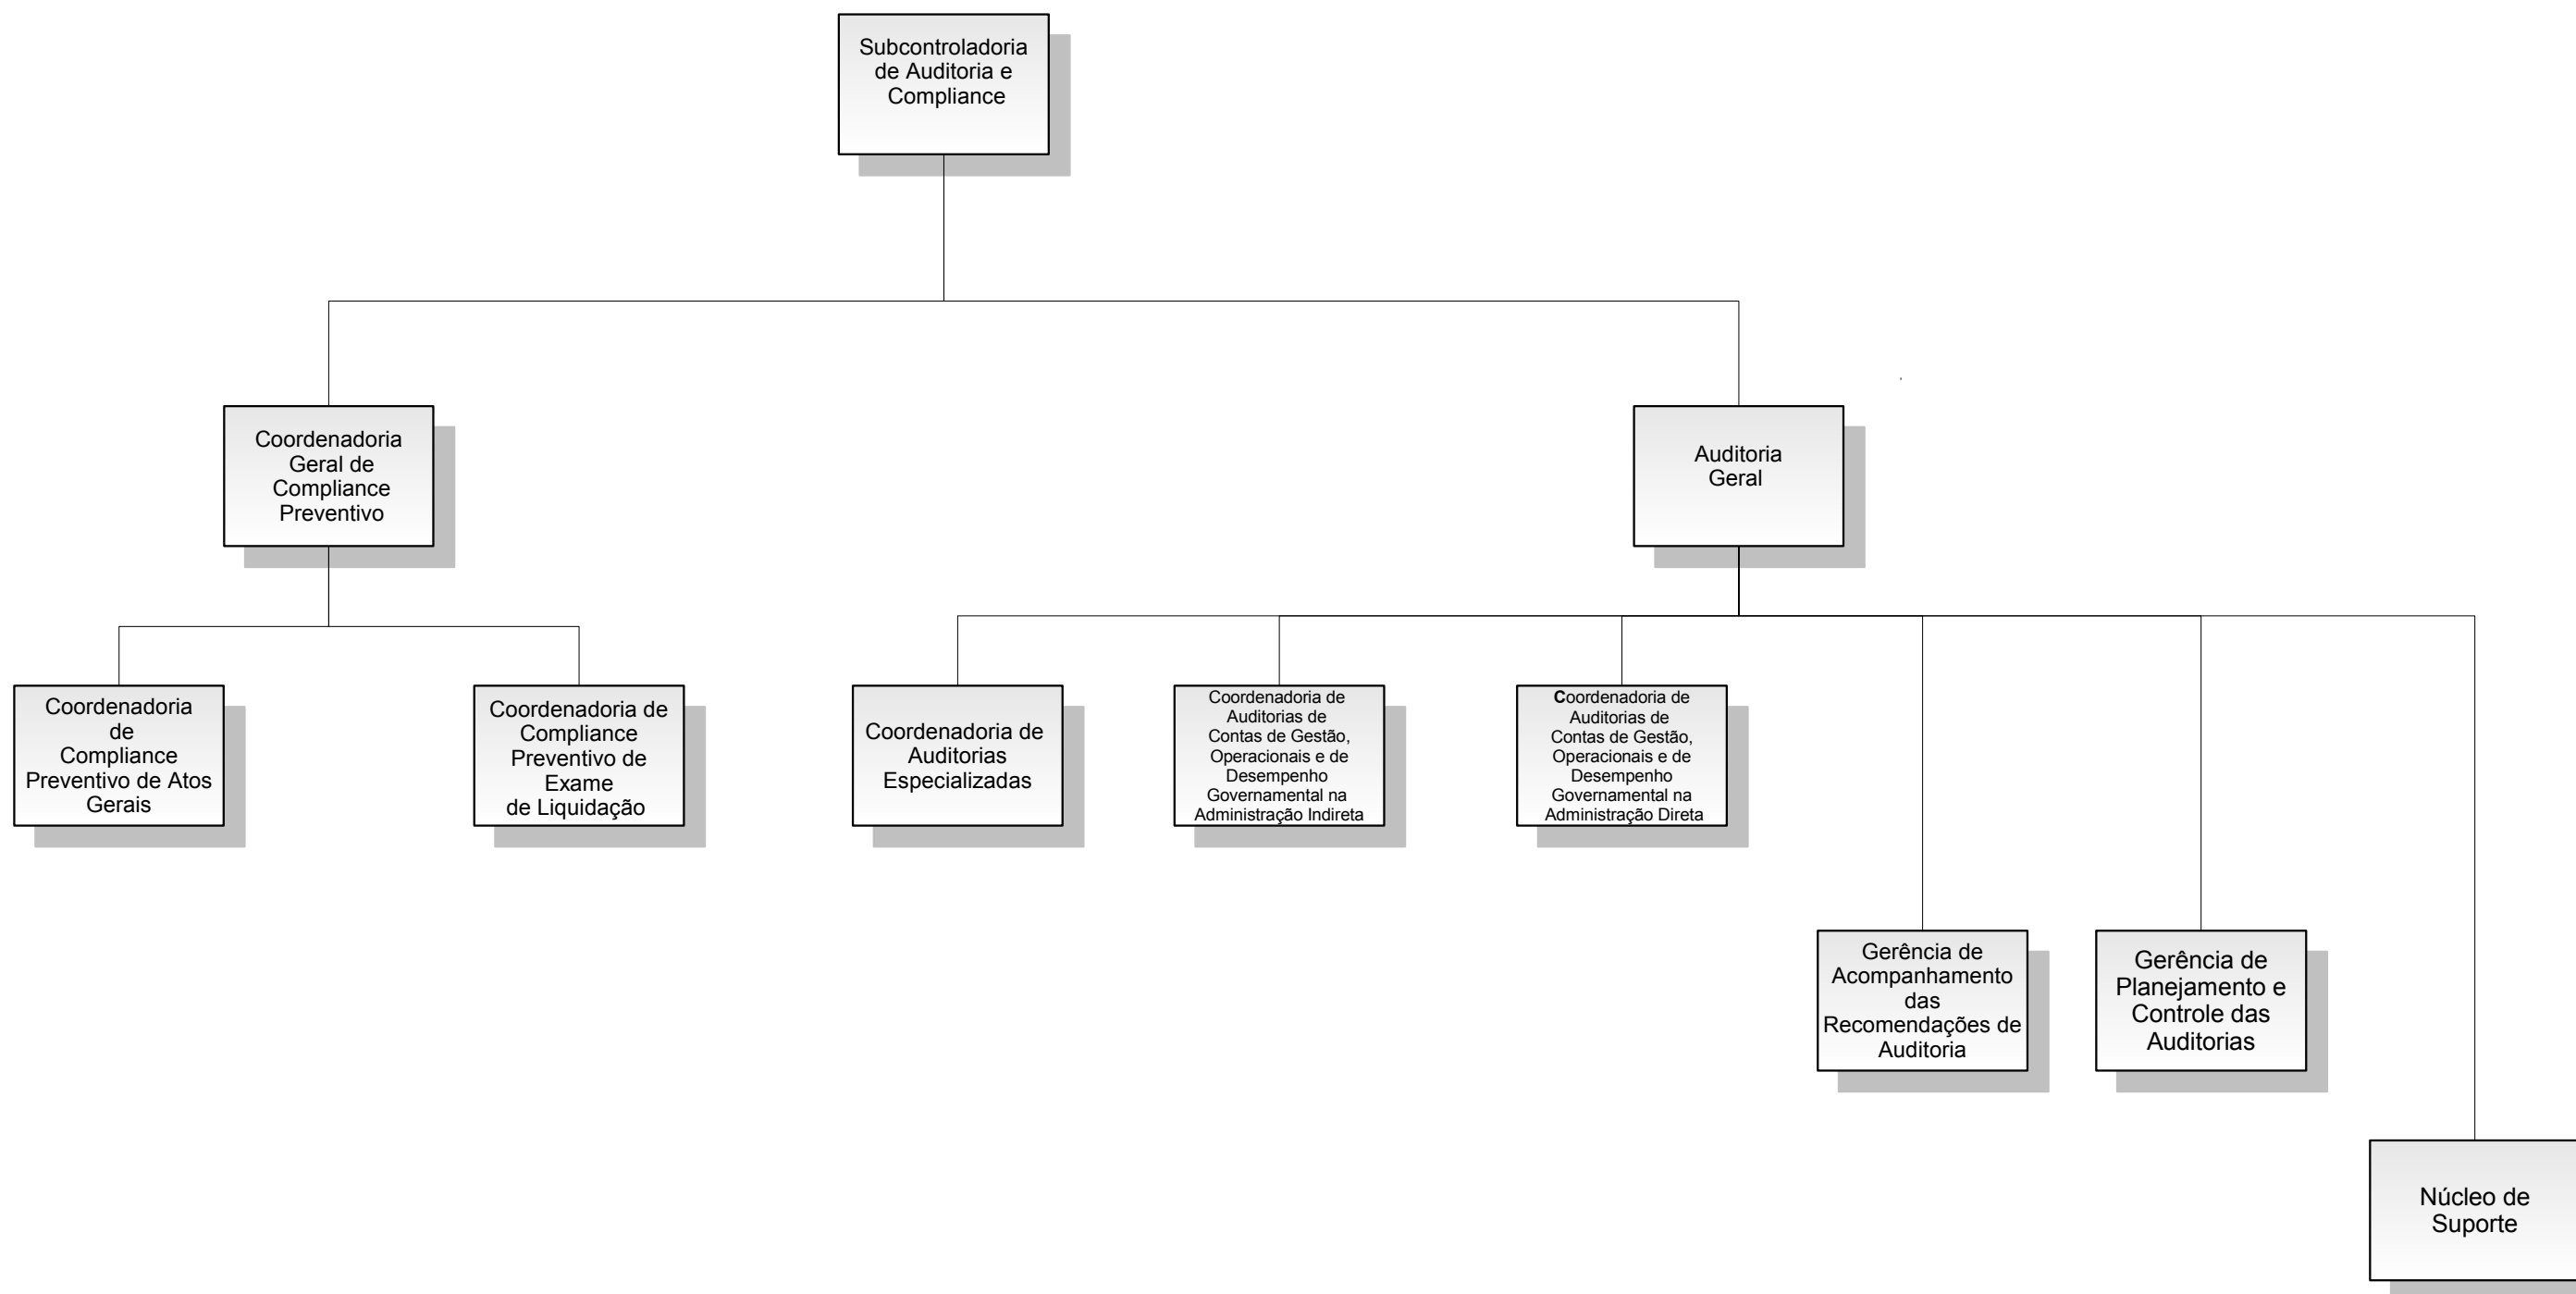 Subcontroladoria
de Auditoria e
Compliance
Coordenadoria
Geral de
Compliance
Preventivo
Auditoria
Geral
Coordenadoria
de
Compliance
Preventivo de Atos
Gerais
Coordenadoria de
Compliance
Preventivo de
Exame
de Liquidação
Coordenadoria de
Auditorias
Especializadas
Coordenadoria de
Auditorias de
Contas de Gestão,
Operacionais e de
Desempenho
Governamental na
Administração Indireta
Coordenadoria de
Auditorias de
Contas de Gestão,
Operacionais e de
Desempenho
Governamental na
Administração Direta
Gerência de
Acompanhamento
das
Recomendações de
Auditoria
Gerência de
Planejamento e
Controle das
Auditorias
Núcleo de
Suporte